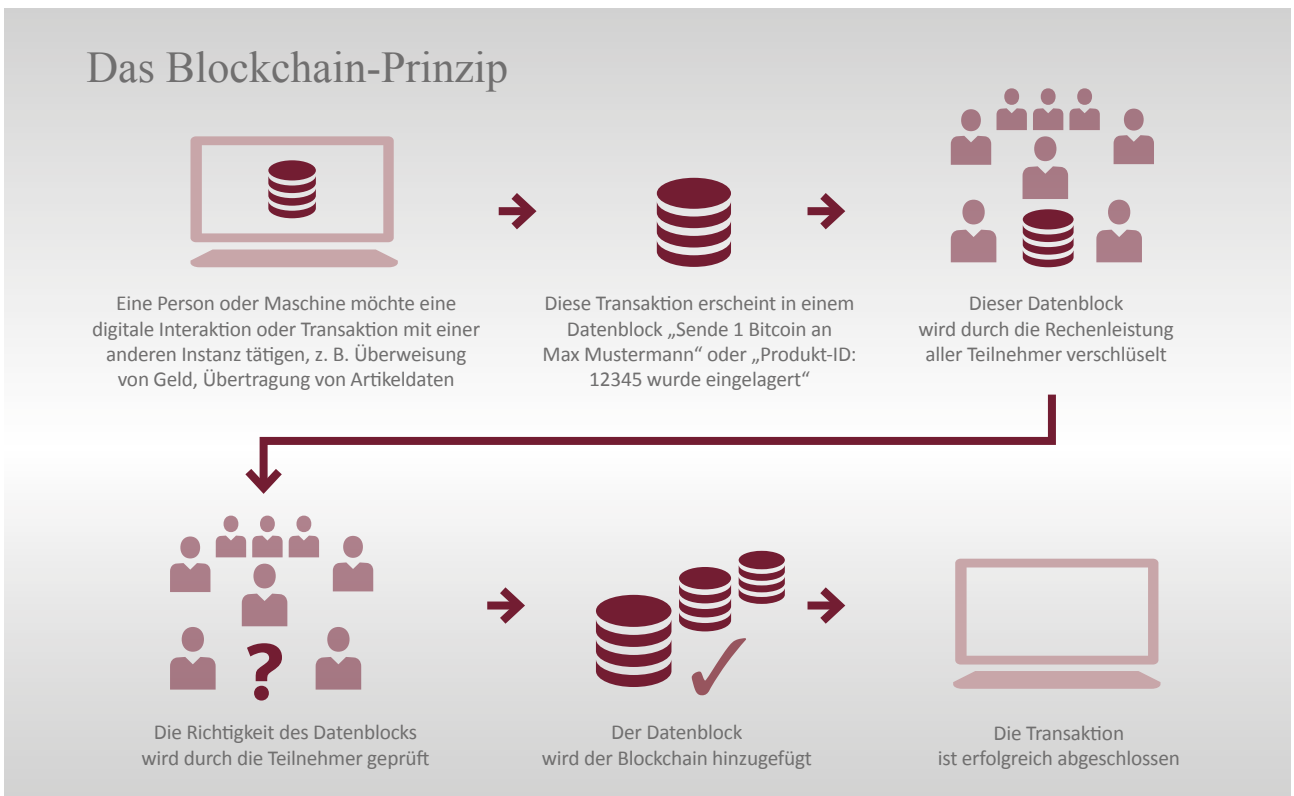 Das Blockchain-Prinzip
Eine Person oder Maschine möchte eine
digitale Interaktion oder Transaktion mit einer
anderen Instanz tätigen, z. B. Überweisung
von Geld, Übertragung von Artikeldaten
Diese Transaktion erscheint in einem
Datenblock „Sende 1 Bitcoin an
Max Mustermann“ oder „Produkt-ID:
12345 wurde eingelagert“
Dieser Datenblock
wird durch die Rechenleistung
aller Teilnehmer verschlüselt
?
Die Richtigkeit des Datenblocks
wird durch die Teilnehmer geprüft
Der Datenblock
wird der Blockchain hinzugefügt
Die Transaktion
ist erfolgreich abgeschlossen